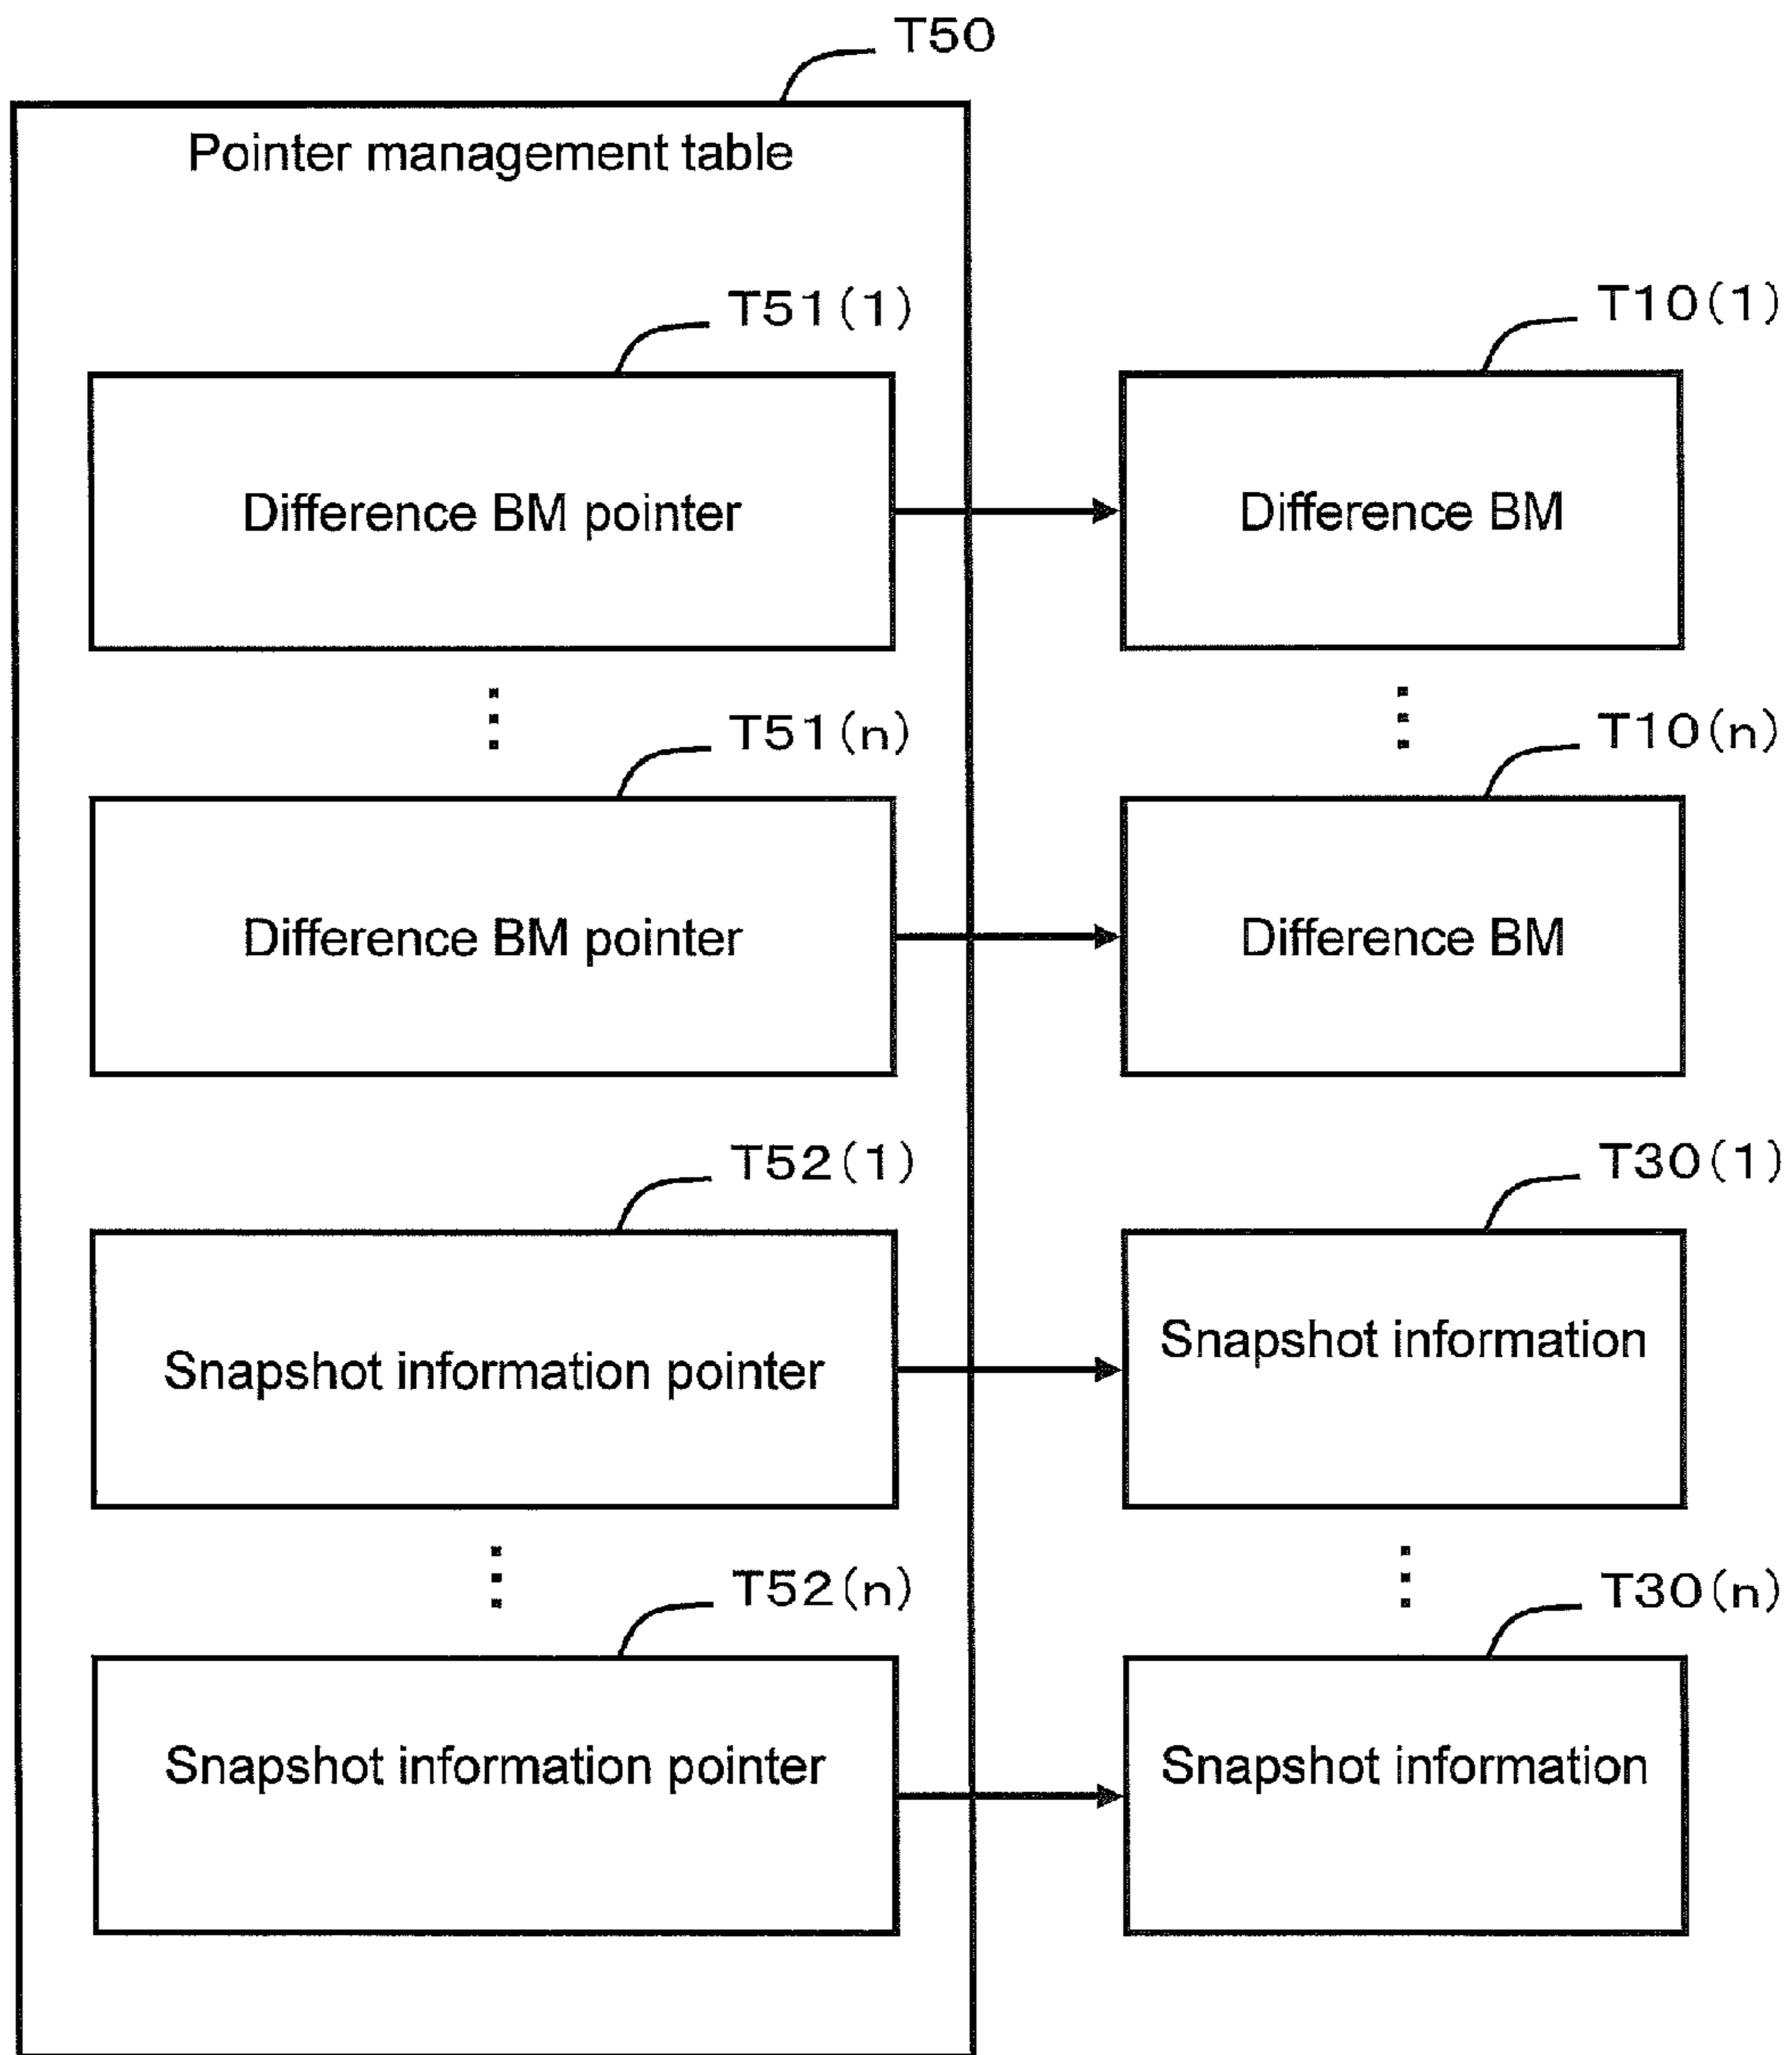 T50
Pointer management table
T51(1)
T10(1)
Difference BM pointer
Difference BM
T51(n)
T10(n)
Difference BM pointer
Difference BM
T52(1)
T30(1)
Snapshot information pointer
Snapshot information
T52(n)
T30(n)
Snapshot information pointer
Snapshot information